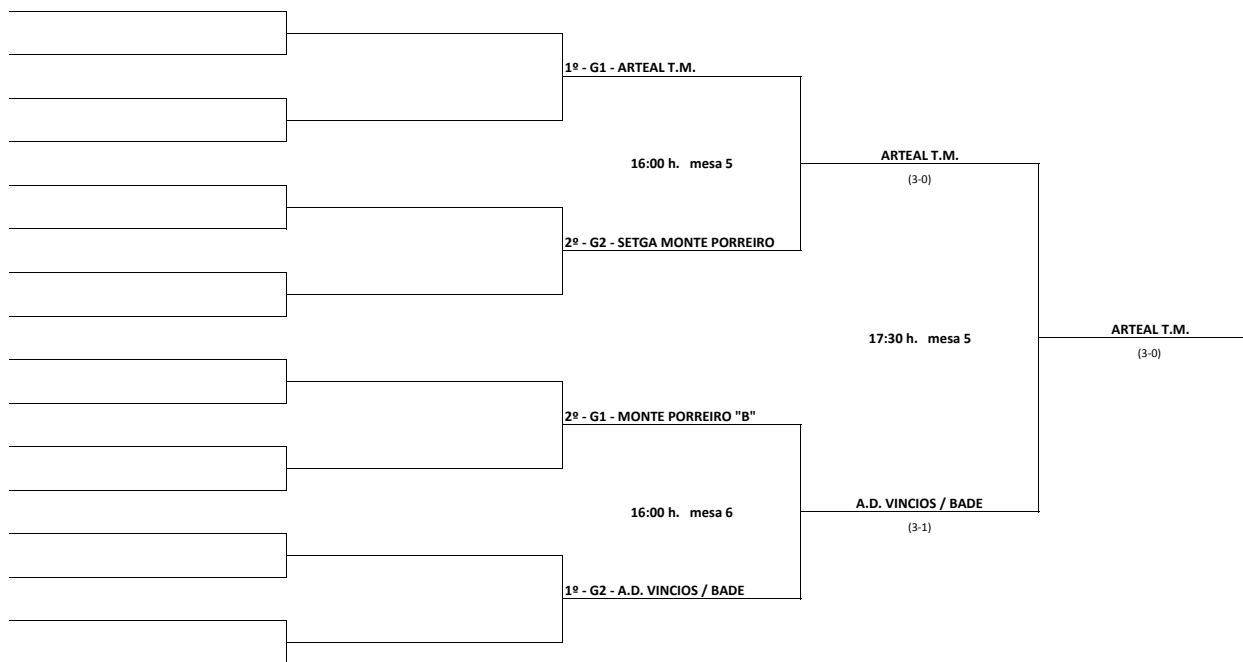 1º - G1 - ARTEAL T.M.
16:00 h. mesa 5
ARTEAL T.M.
(3-0)
2º - G2 - SETGA MONTE PORREIRO
17:30 h. mesa 5
ARTEAL T.M.
(3-0)
2º - G1 - MONTE PORREIRO "B"
16:00 h. mesa 6
A.D. VINCIOS / BADE
(3-1)
1º - G2 - A.D. VINCIOS / BADE